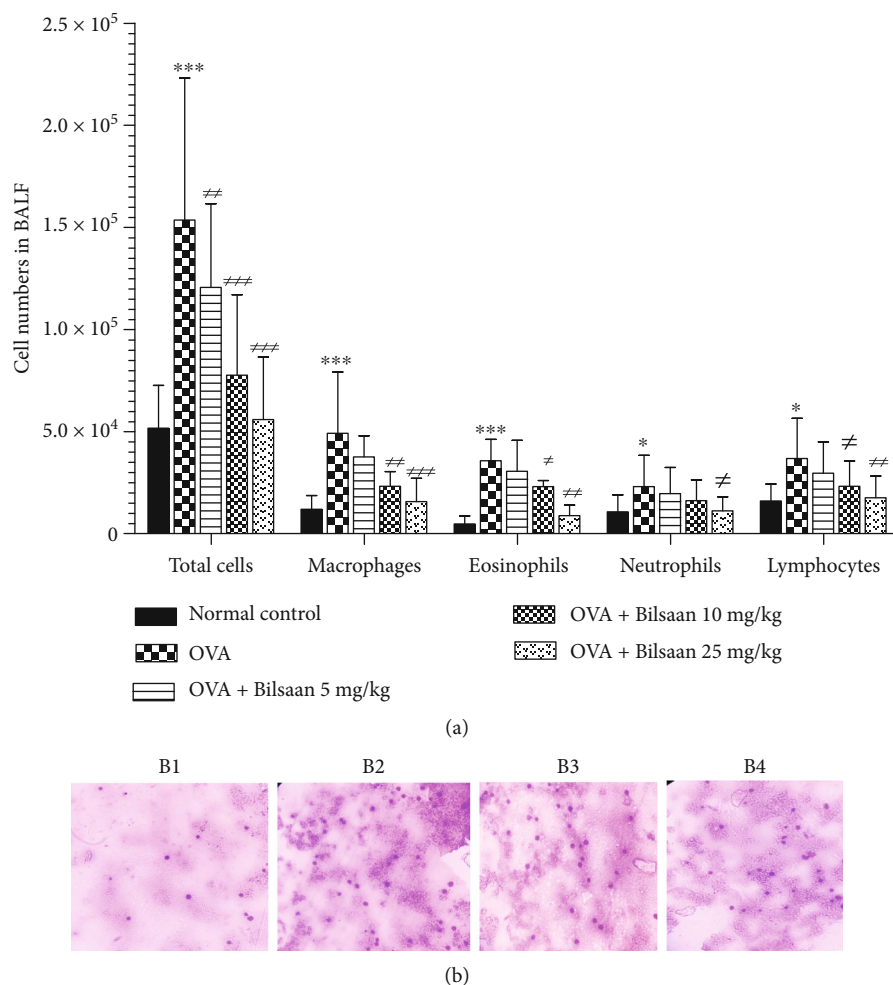 2.5 × 10⁵
2.0 × 10⁵
1.5 × 10⁵
1.0 × 10⁵
5.0 × 10⁴
0
Cell numbers in BALF
*** ≠≠ ≠≠≠ ≠≠≠
*** ≠≠ ≠≠≠
*** ≠ ≠≠
* ≠
* ≠ ≠≠
Total cells Macrophages Eosinophils Neutrophils Lymphocytes
Normal control
OVA
OVA + Bilsaan 5 mg/kg
OVA + Bilsaan 10 mg/kg
OVA + Bilsaan 25 mg/kg
(a)
B1 B2 B3 B4
(b)